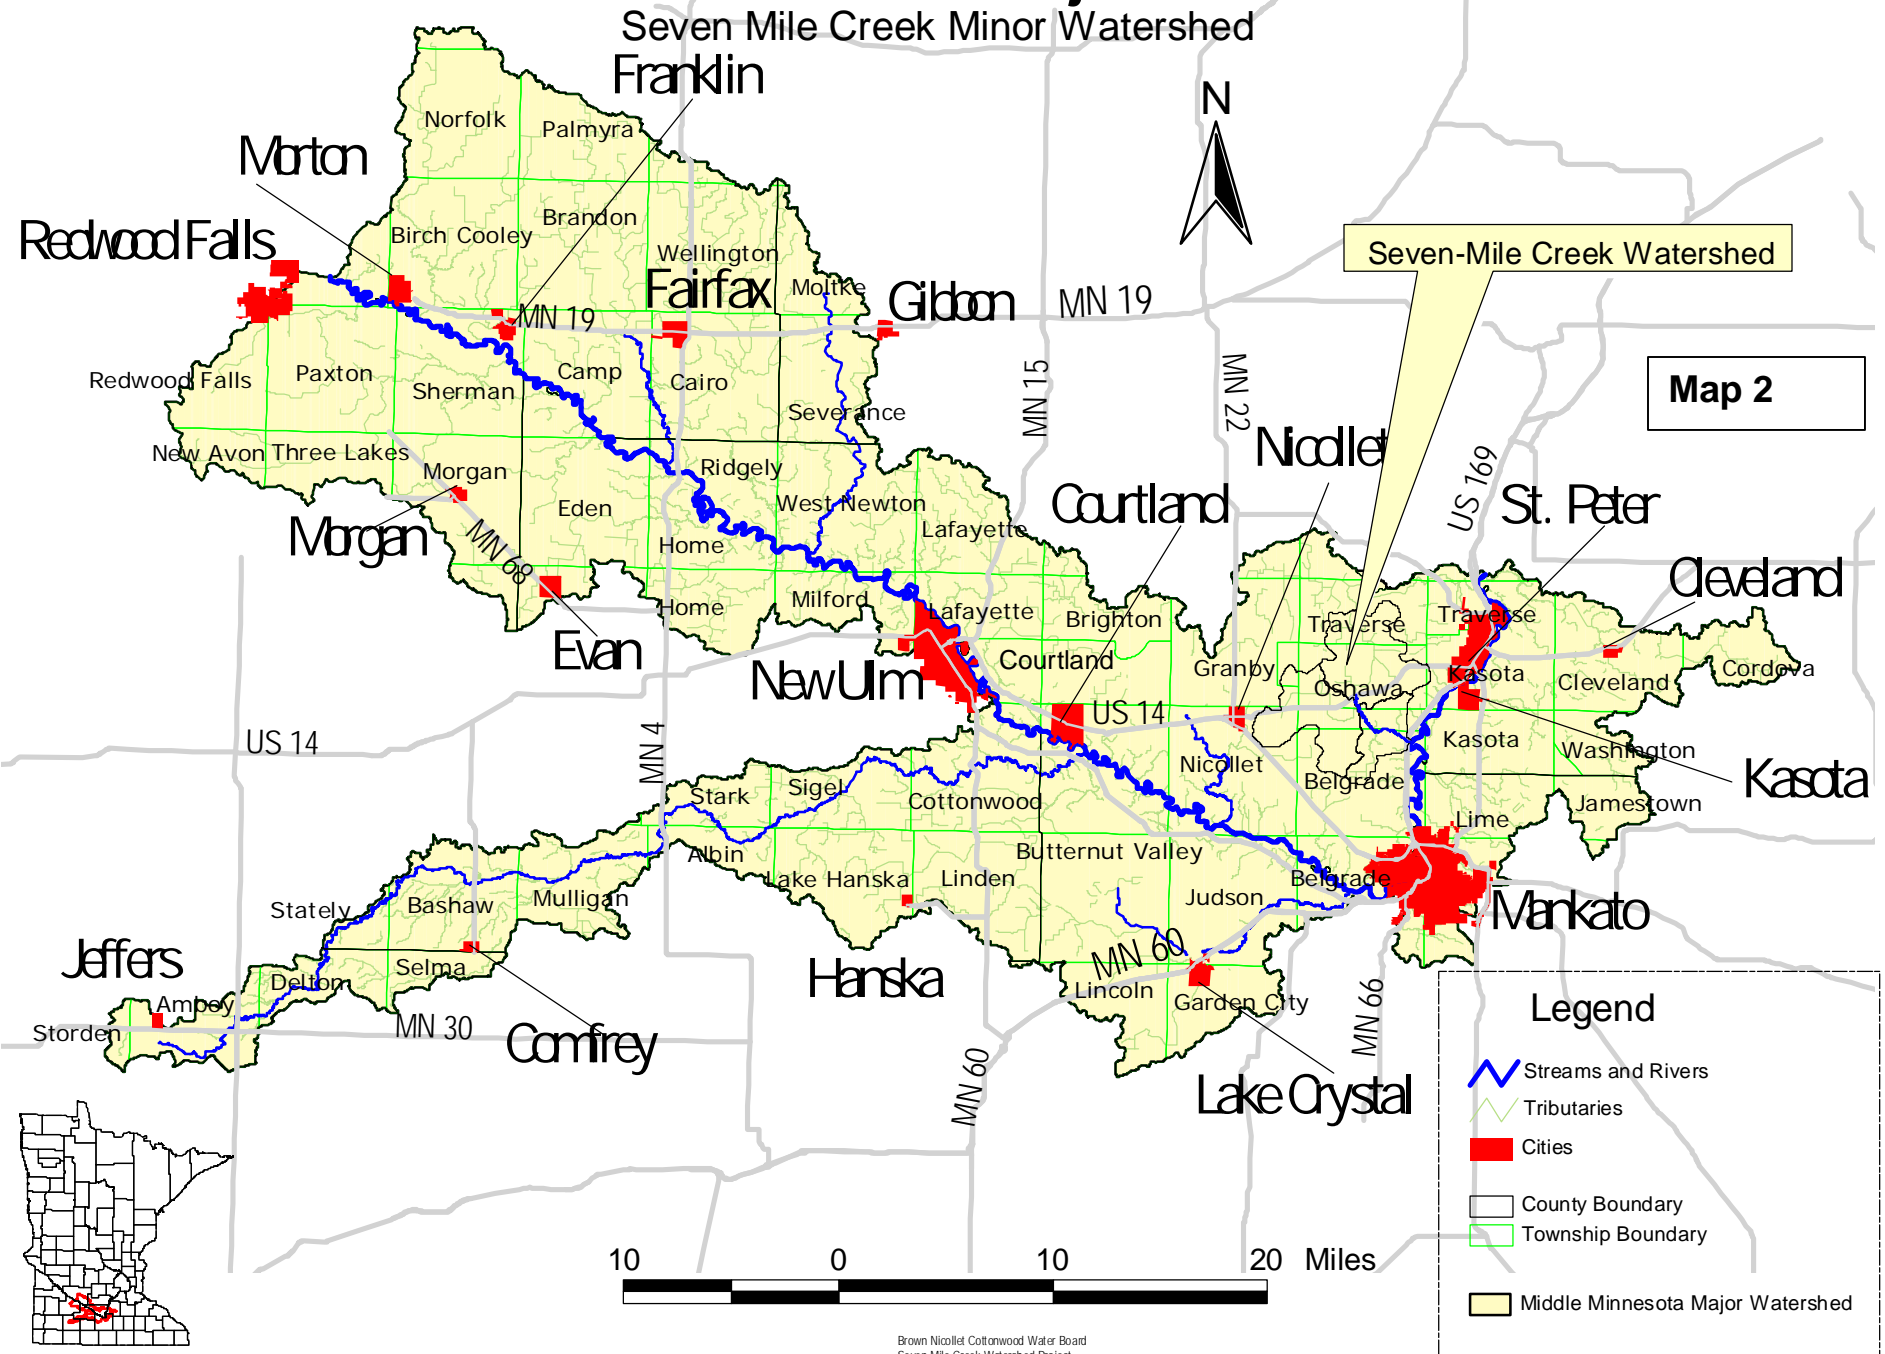 Seven Mile Creek Minor Watershed
Franklin
N
Norfolk
Palmyra
Morton
Brandon
Birch Cooley
Redwood Falls
Wellington
Seven-Mile Creek Watershed
Fairfax
Moltke
Gibbon
MN 19
MN 19
Redwood Falls
Paxton
Sherman
Camp
Cairo
MN 15
MN 22
Map 2
Severance
New Avon
Three Lakes
Morgan
Ridgely
Nicollet
US 169
Eden
West Newton
Courtland
St. Peter
Morgan
MN 68
Home
Lafayette
Cleveland
Home
Milford
Lafayette
Brighton
Traverse
Traverse
Evan
New Ulm
Courtland
Granby
Oshawa
Kasota
Cleveland
Cordova
US 14
US 14
MN 4
Kasota
Washington
Nicollet
Belgrade
Kasota
Stark
Sigel
Cottonwood
Jamestown
Lime
Albin
Butternut Valley
Lake Hanska
Linden
Belgrade
Stately
Bashaw
Mulligan
Judson
Mankato
Jeffers
Selma
Hanska
MN 60
Delton
Lincoln
Garden City
Amboy
Storden
MN 30
Comfrey
MN 66
MN 60
Lake Crystal
Legend
Streams and Rivers
Tributaries
Cities
County Boundary
Township Boundary
Middle Minnesota Major Watershed
10 0 10 20 Miles
Brown Nicollet Cottonwood Water Board
Seven Mile Creek Watershed Project